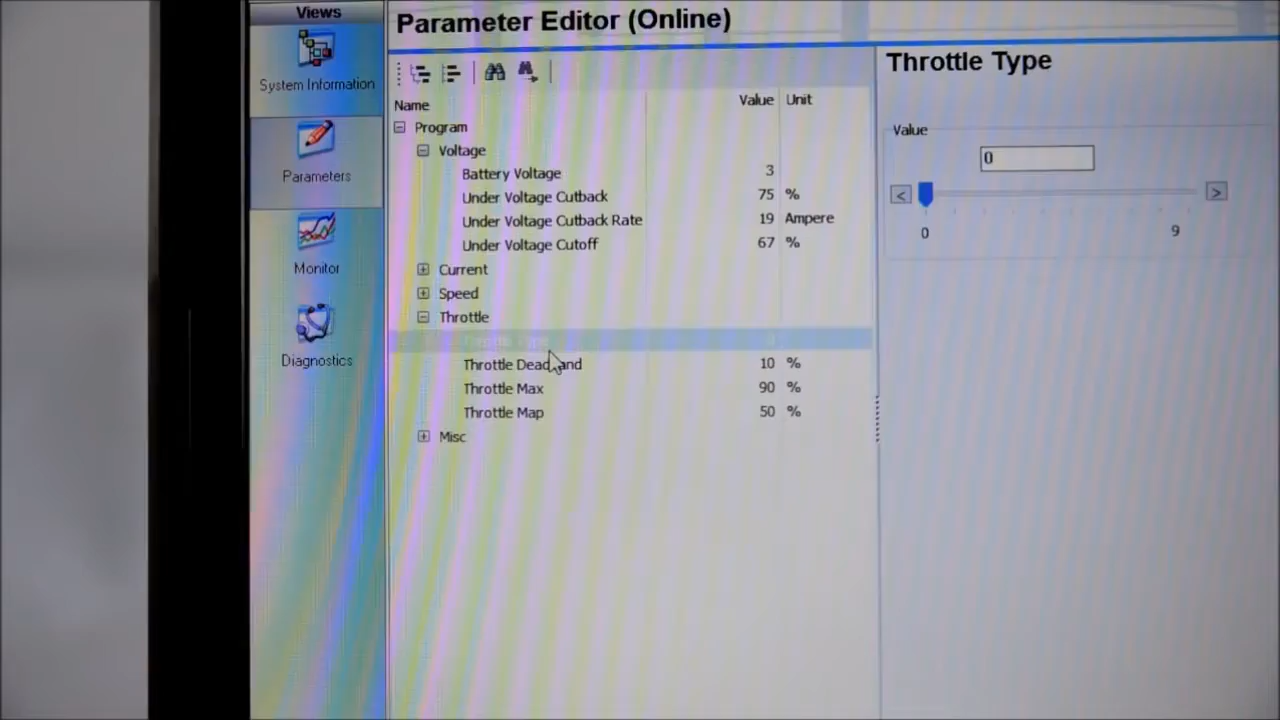 Views
System Information
Parameters
Monitor
Diagnostics
Parameter Editor (Online)
Name Value Unit
Program
Voltage
Battery Voltage 3
Under Voltage Cutback 75 %
Under Voltage Cutback Rate 19 Ampere
Under Voltage Cutoff 67 %
Current
Speed
Throttle
Throttle Type 0
Throttle Max 90 %
Throttle Map 50 %
Misc
Throttle Type
Value
0
< >
0 9